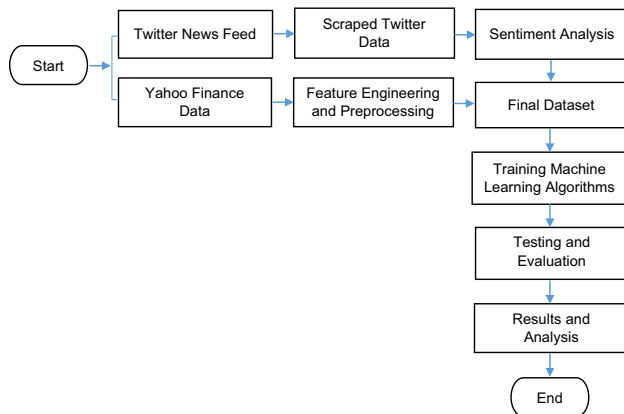 Start
Twitter News Feed
Scraped Twitter
Data
Sentiment Analysis
Yahoo Finance
Data
Feature Engineering
and Preprocessing
Final Dataset
Training Machine
Learning Algorithms
Testing and
Evaluation
Results and
Analysis
End